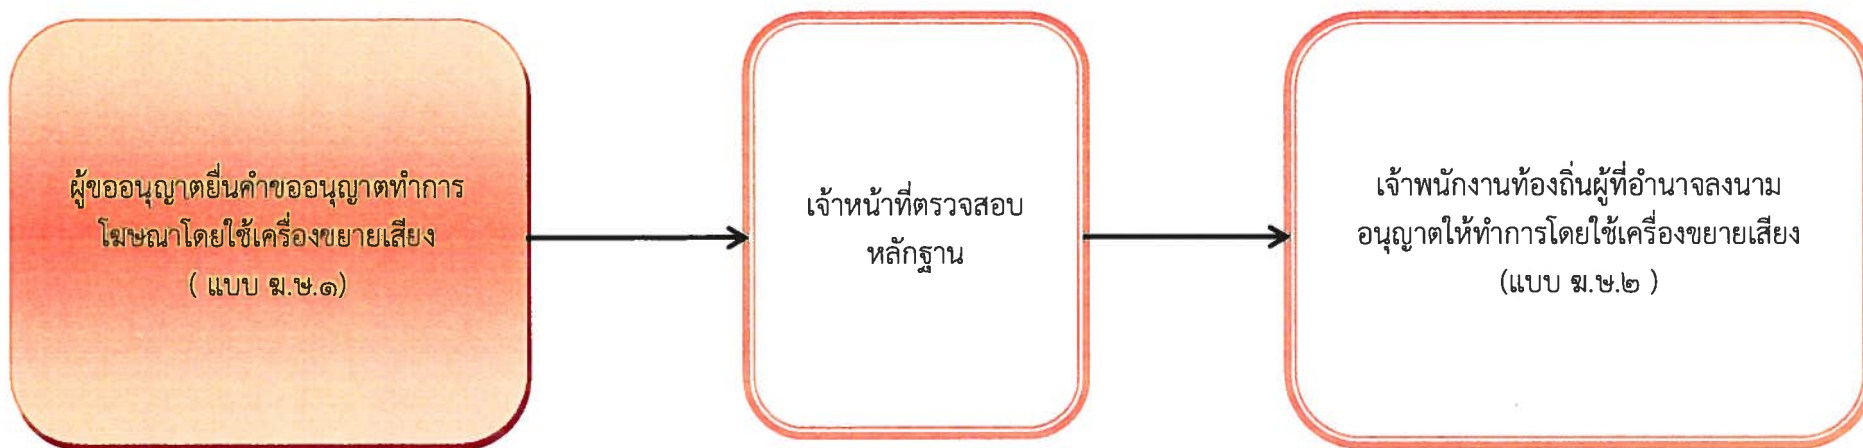 ผู้ขออนุญาตยื่นคำขออนุญาตทำการ
โฆษณาโดยใช้เครื่องขยายเสียง
( แบบ ฆ.ษ.๑)
เจ้าหน้าที่ตรวจสอบ
หลักฐาน
เจ้าพนักงานท้องถิ่นผู้ที่อำนาจลงนาม
อนุญาตให้ทำการโดยใช้เครื่องขยายเสียง
(แบบ ฆ.ษ.๒ )